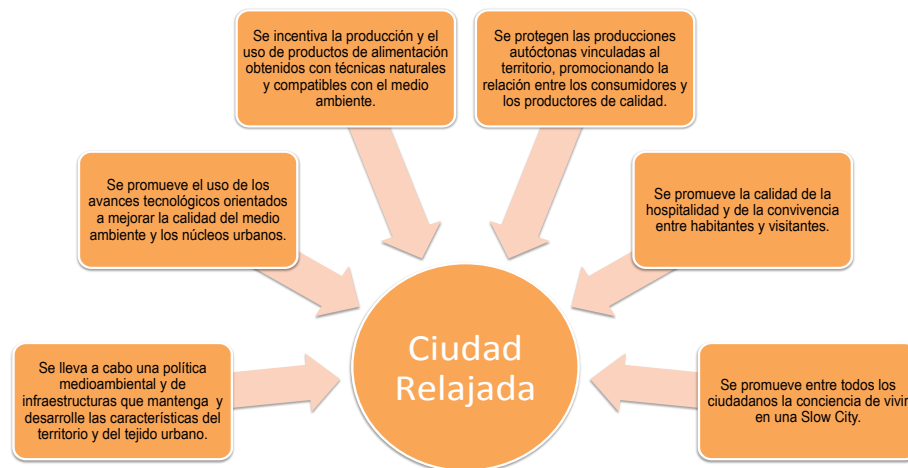 Se incentiva la producción y el
uso de productos de alimentación
obtenidos con técnicas naturales
y compatibles con el medio
ambiente.
Se protegen las producciones
autóctonas vinculadas al
territorio, promocionando la
relación entre los consumidores y
los productores de calidad.
Se promueve el uso de los
avances tecnológicos orientados
a mejorar la calidad del medio
ambiente y los núcleos urbanos.
Se promueve la calidad de la
hospitalidad y de la convivencia
entre habitantes y visitantes.
Se lleva a cabo una política
medioambiental y de
infraestructuras que mantenga y
desarrolle las características del
territorio y del tejido urbano.
Ciudad
Relajada
Se promueve entre todos los
ciudadanos la conciencia de vivir
en una Slow City.